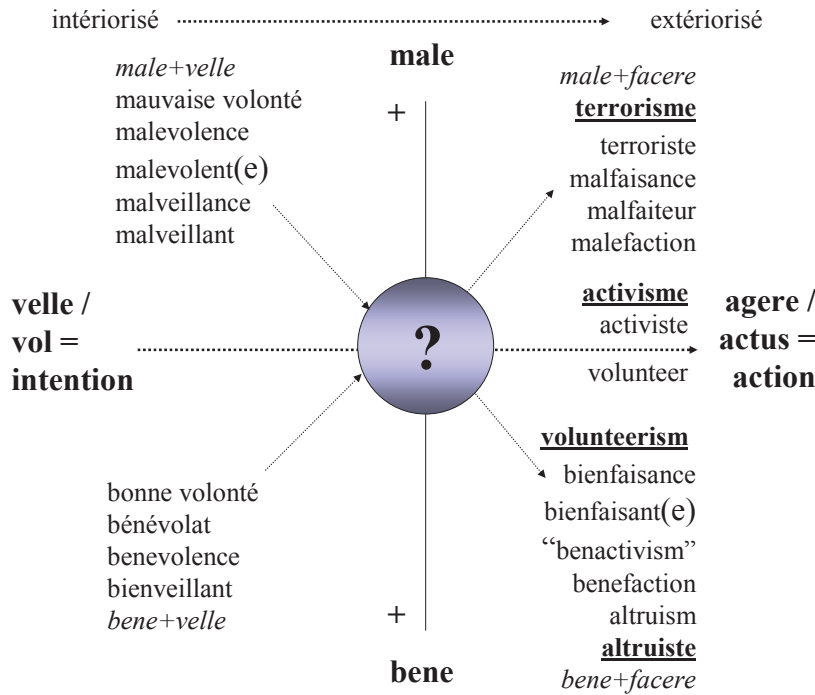 intériorisé
extériorisé
male
male+velle
mauvaise volonté
malevolence
malevolent(e)
malveillance
malveillant
+
male+facere
terrorisme
terroriste
malfaisance
malfaiteur
malefaction
velle /
vol =
intention
?
activisme
activiste
volunteer
agere /
actus =
action
bonne volonté
bénévolat
benevolence
bienveillant
bene+velle
+
bene
volunteerism
bienfaisance
bienfaisant(e)
“benactivism”
benefaction
altruism
altruiste
bene+facere